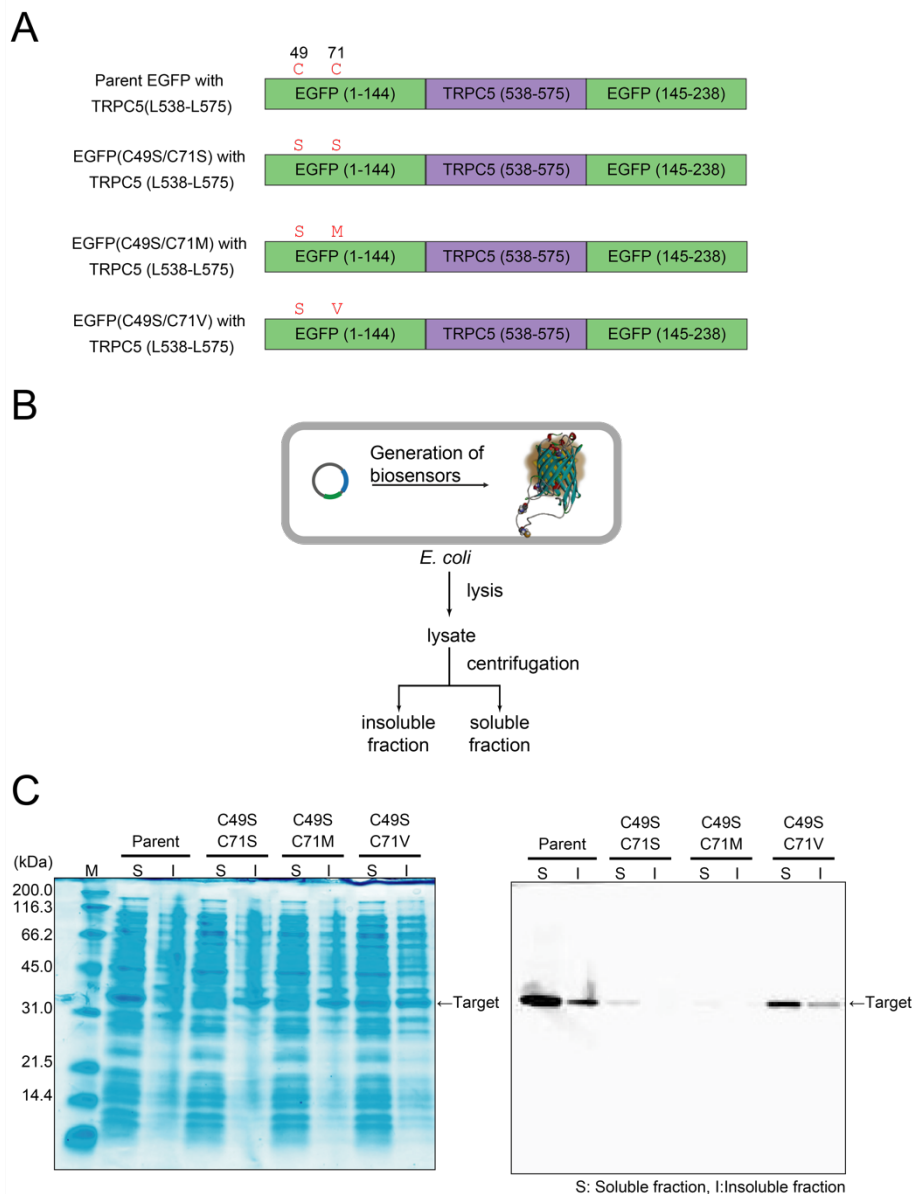 A
49 71
C C
Parent EGFP with
TRPC5(L538-L575)
EGFP (1-144) TRPC5 (538-575) EGFP (145-238)
S S
EGFP(C49S/C71S) with
TRPC5 (L538-L575)
EGFP (1-144) TRPC5 (538-575) EGFP (145-238)
S M
EGFP(C49S/C71M) with
TRPC5 (L538-L575)
EGFP (1-144) TRPC5 (538-575) EGFP (145-238)
S V
EGFP(C49S/C71V) with
TRPC5 (L538-L575)
EGFP (1-144) TRPC5 (538-575) EGFP (145-238)
B
Generation of
biosensors
E. coli
lysis
lysate
centrifugation
insoluble soluble
fraction fraction
C
C49S C49S C49S
Parent C71S C71M C71V
(kDa) M S I S I S I S I
200.0
116.3
66.2
45.0
31.0
21.5
14.4
←Target
C49S C49S C49S
Parent C71S C71M C71V
S I S I S I S I
←Target
S: Soluble fraction, I:Insoluble fraction